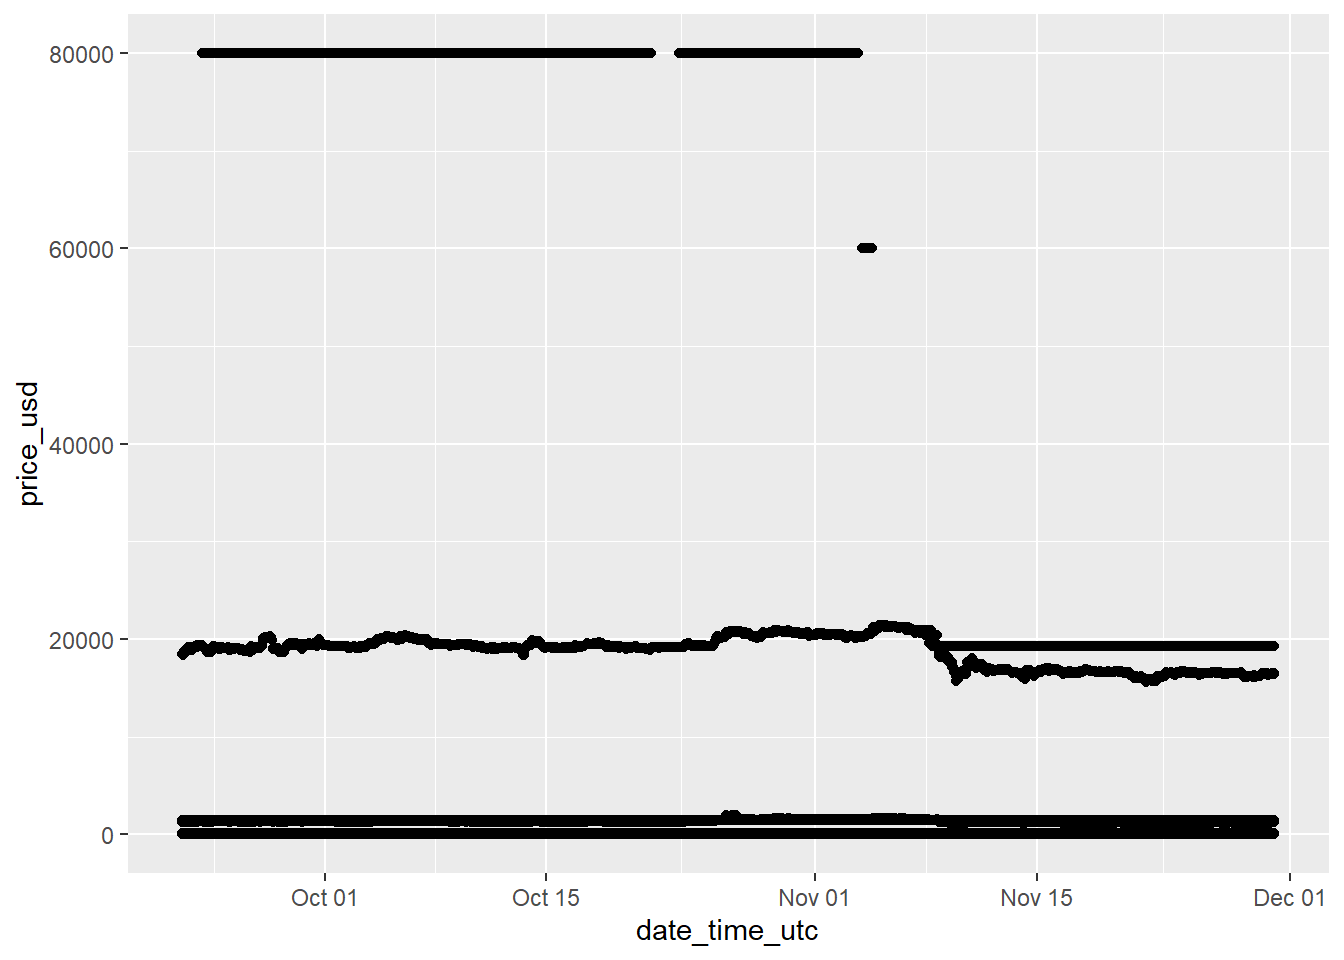 80000
60000
40000
20000
0
price_usd
Oct 01
Oct 15
Nov 01
Nov 15
Dec 01
date_time_utc